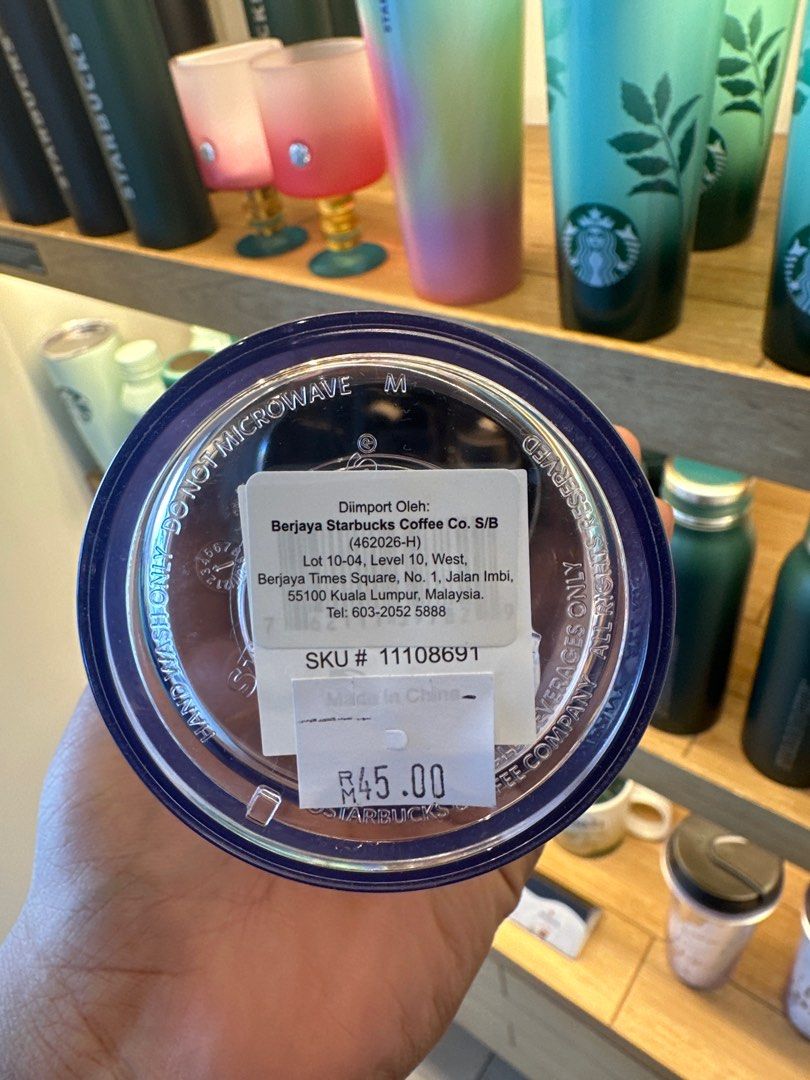 STARBUCKS
DO NOT MICROWAVE M
HAND WASH ONLY
ALL RIGHTS RESERVED
BEVERAGES ONLY
STARBUCKS COFFEE COMPANY
Diimport Oleh:
Berjaya Starbucks Coffee Co. S/B
(462026-H)
Lot 10-04, Level 10, West,
Berjaya Times Square, No. 1, Jalan Imbi,
55100 Kuala Lumpur, Malaysia.
Tel: 603-2052 5888
SKU # 11108691
Made in China
RM45.00